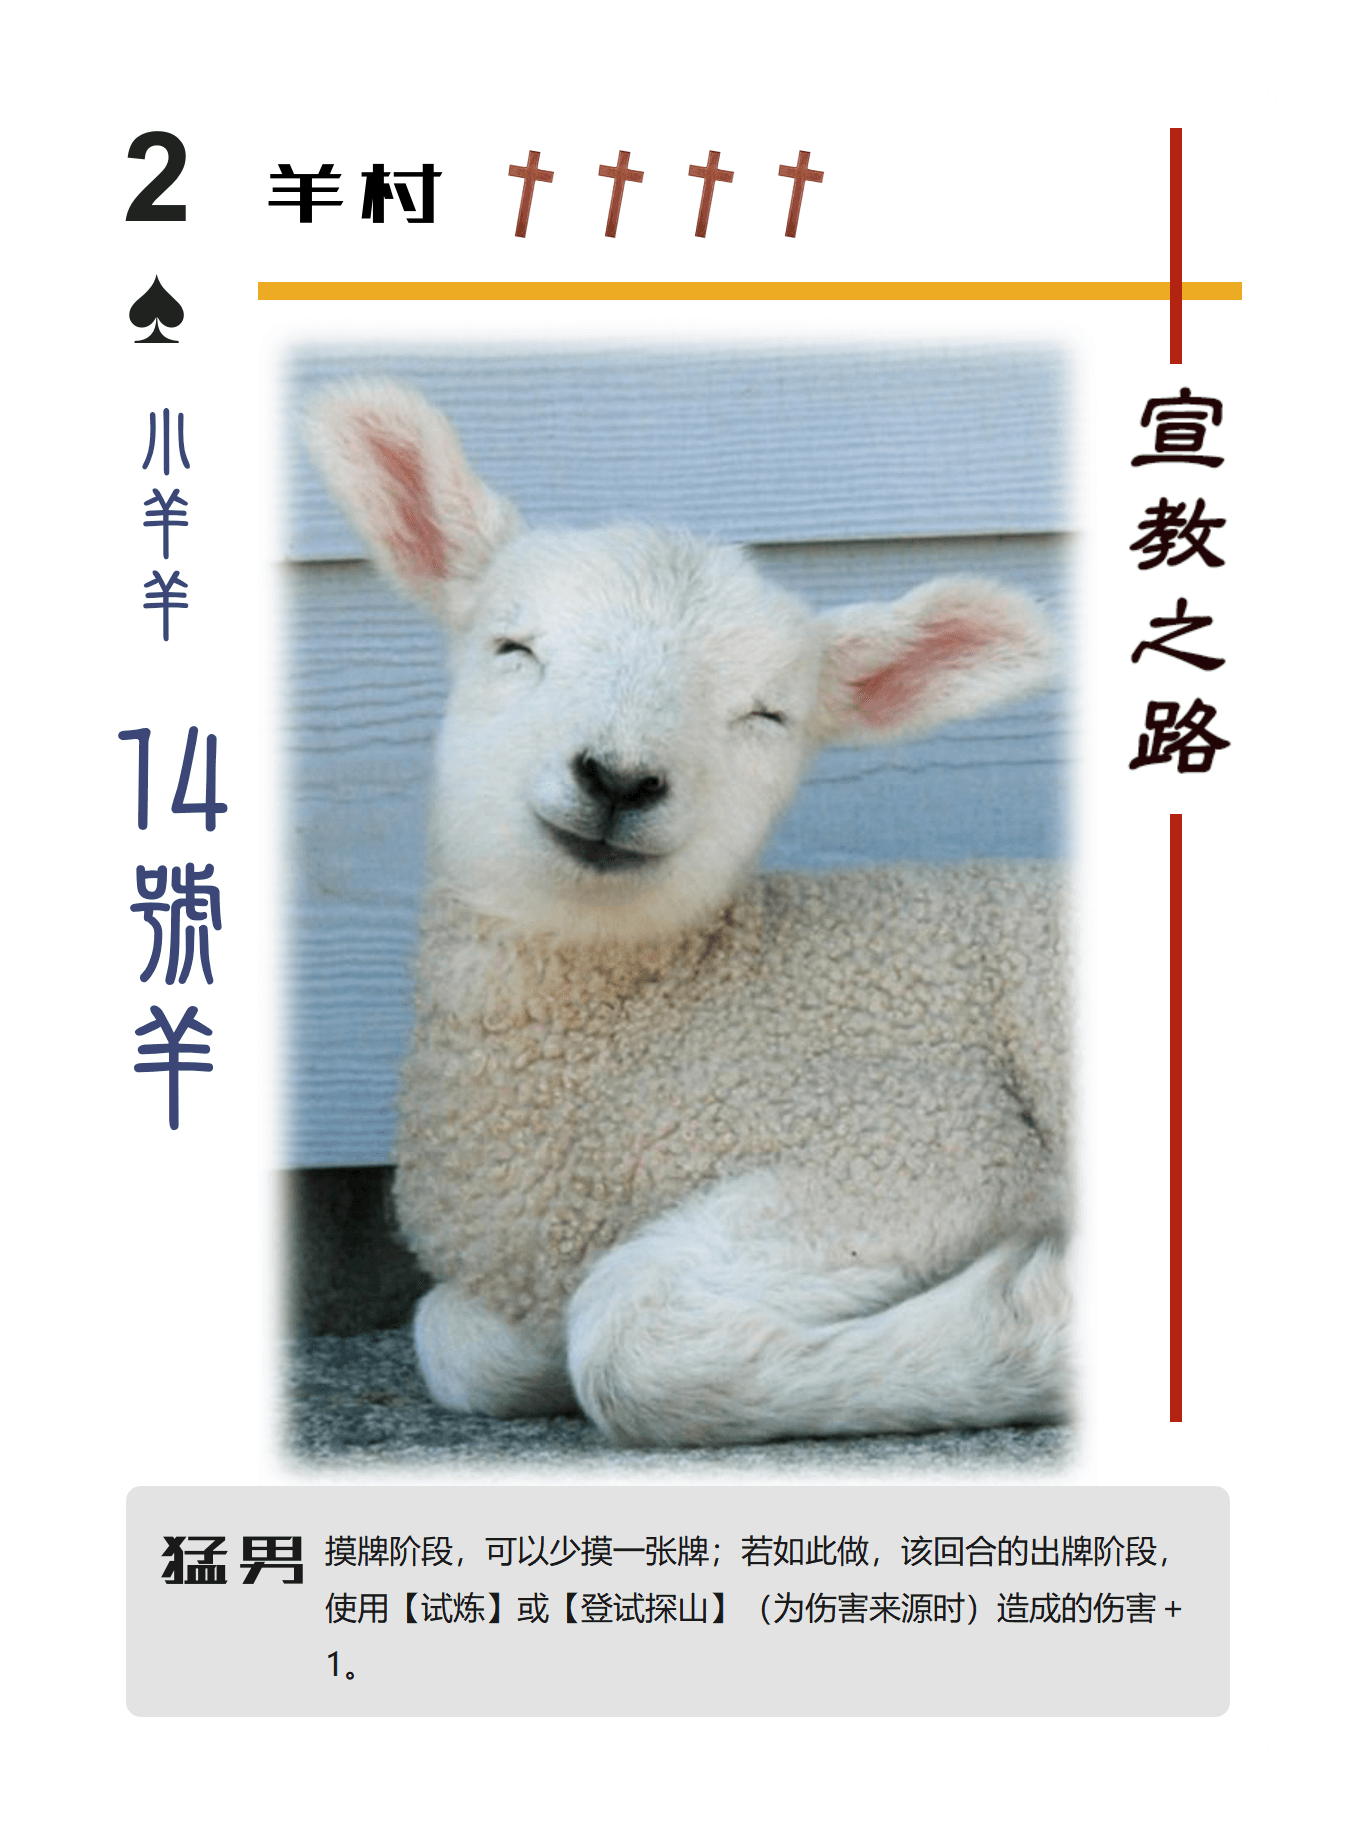 2
羊村
♠
小羊羊
14號羊
宣教之路
猛男
摸牌阶段，可以少摸一张牌；若如此做，该回合的出牌阶段，
使用【试炼】或【登试探山】（为伤害来源时）造成的伤害＋
1。